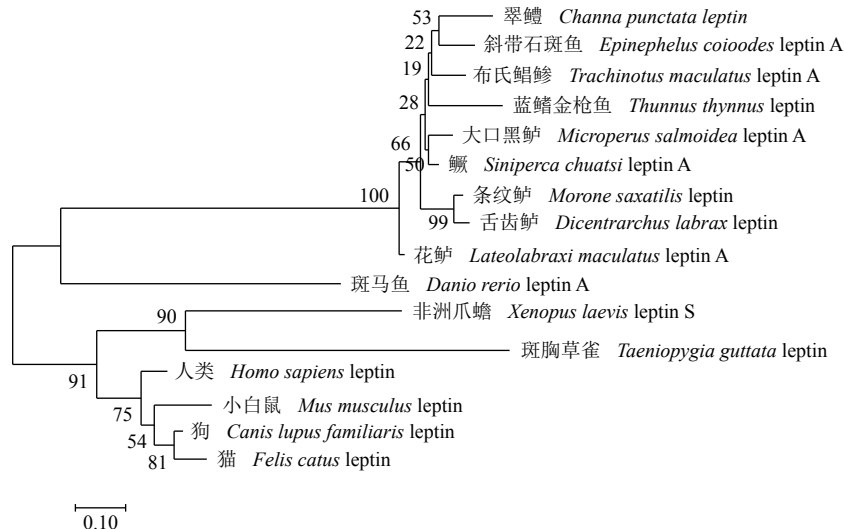 53
翠鳢 Channa punctata leptin
22
斜带石斑鱼 Epinephelus coioodes leptin A
19
布氏鲳鲹 Trachinotus maculatus leptin A
28
蓝鳍金枪鱼 Thunnus thynnus leptin
66
大口黑鲈 Microperus salmoidea leptin A
50
鳜 Siniperca chuatsi leptin A
100
条纹鲈 Morone saxatilis leptin
99
舌齿鲈 Dicentrarchus labrax leptin
花鲈 Lateolabraxi maculatus leptin A
斑马鱼 Danio rerio leptin A
90
非洲爪蟾 Xenopus laevis leptin S
斑胸草雀 Taeniopygia guttata leptin
91
人类 Homo sapiens leptin
75
小白鼠 Mus musculus leptin
54
狗 Canis lupus familiaris leptin
81
猫 Felis catus leptin
0.10